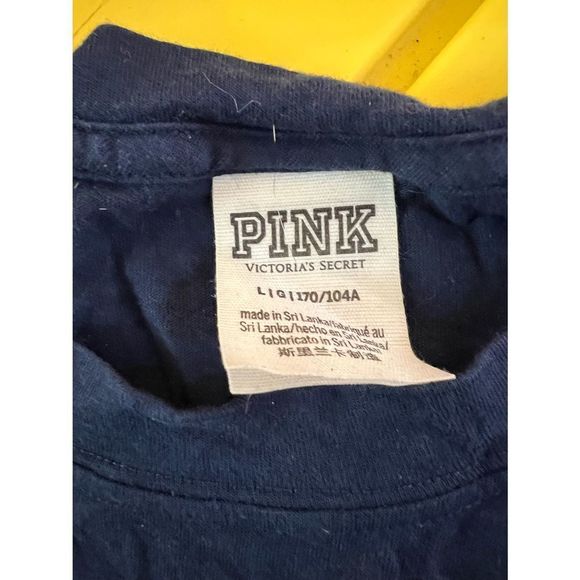 PINK
VICTORIA'S SECRET
L|G|170/104A
made in Sri Lanka/fabriqué au
Sri Lanka/hecho en Sri Lanka/
fabbricato in Sri Lanka/
斯里兰卡制造